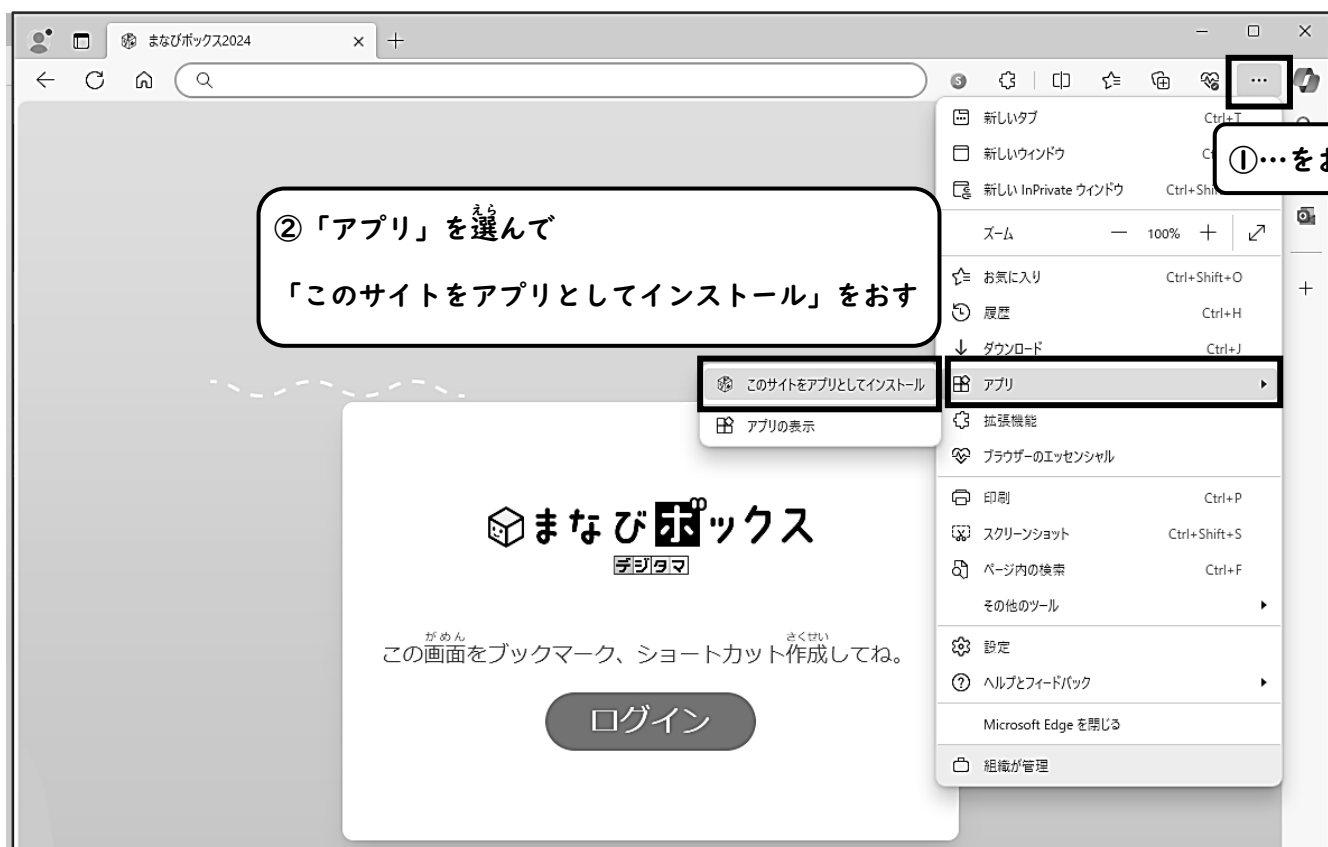 まなびボックス2024
新しいタブ Ctrl+T
①…をお
新しいウィンドウ
新しい InPrivate ウィンドウ
ズーム 100%
②「アプリ」を選んで
えら
「このサイトをアプリとしてインストール」をおす
お気に入り Ctrl+Shift+O
履歴 Ctrl+H
ダウンロード Ctrl+J
アプリ
このサイトをアプリとしてインストール
アプリの表示
拡張機能
ブラウザーのエッセンシャル
印刷 Ctrl+P
スクリーンショット Ctrl+Shift+S
ページ内の検索 Ctrl+F
その他のツール
設定
ヘルプとフィードバック
Microsoft Edge を閉じる
組織が管理
まなびボックス
デジタマ
がめん さくせい
この画面をブックマーク、ショートカット作成してね。
ログイン